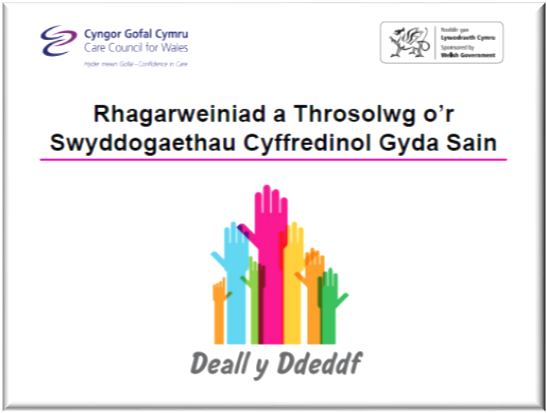 Cyngor Gofal Cymru
Care Council for Wales
Hyder mewn Gofal - Confidence in Care
Noddir gan
Lywodraeth Cymru
Sponsored by
Welsh Government
Rhagarweiniad a Throsolwg o'r
Swyddogaethau Cyffredinol Gyda Sain
Deall y Ddeddf